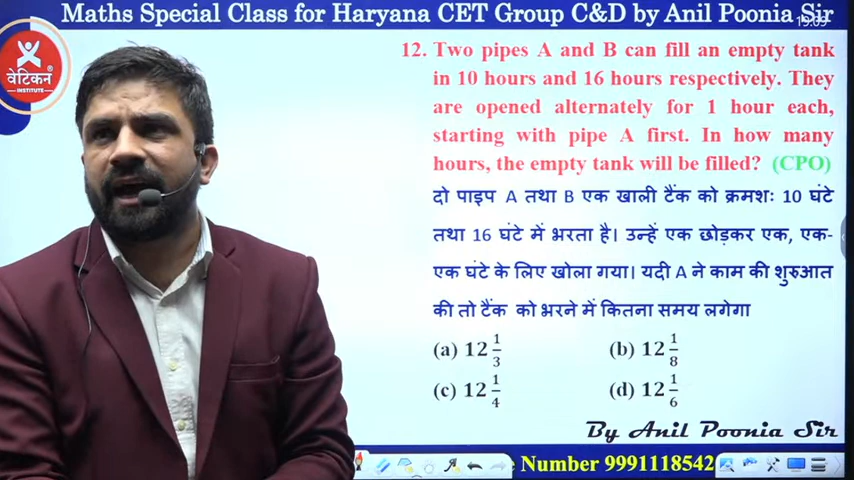 Maths Special Class for Haryana CET Group C&D by Anil Poonia Sir
वेटिकन
INSTITUTE
12. Two pipes A and B can fill an empty tank
in 10 hours and 16 hours respectively. They
are opened alternately for 1 hour each,
starting with pipe A first. In how many
hours, the empty tank will be filled? (CPO)
दो पाइप A तथा B एक खाली टैंक को क्रमशः 10 घंटे
तथा 16 घंटे में भरता है। उन्हें एक छोड़कर एक, एक-
एक घंटे के लिए खोला गया। यदी A ने काम की शुरुआत
की तो टैंक को भरने में कितना समय लगेगा
(a) 12 1/3 (b) 12 1/8
(c) 12 1/4 (d) 12 1/6
By Anil Poonia Sir
Number 9991118542